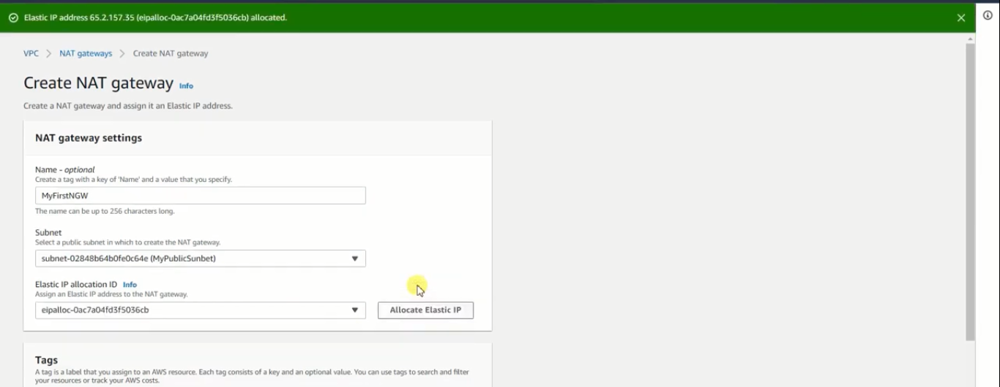 Elastic IP address 65.2.157.35 (eipalloc-0ac7a04fd3f5036cb) allocated.
VPC > NAT gateways > Create NAT gateway
Create NAT gateway Info
Create a NAT gateway and assign it an Elastic IP address.
NAT gateway settings
Name - optional
Create a tag with a key of 'Name' and a value that you specify.
MyFirstNGW
The name can be up to 256 characters long.
Subnet
Select a public subnet in which to create the NAT gateway.
subnet-02848b64b0fe0c64e (MyPublicSunbet)
Elastic IP allocation ID Info
Assign an Elastic IP address to the NAT gateway.
eipalloc-0ac7a04fd3f5036cb
Allocate Elastic IP
Tags
A tag is a label that you assign to an AWS resource. Each tag consists of a key and an optional value. You can use tags to search and filter
your resources or track your AWS costs.